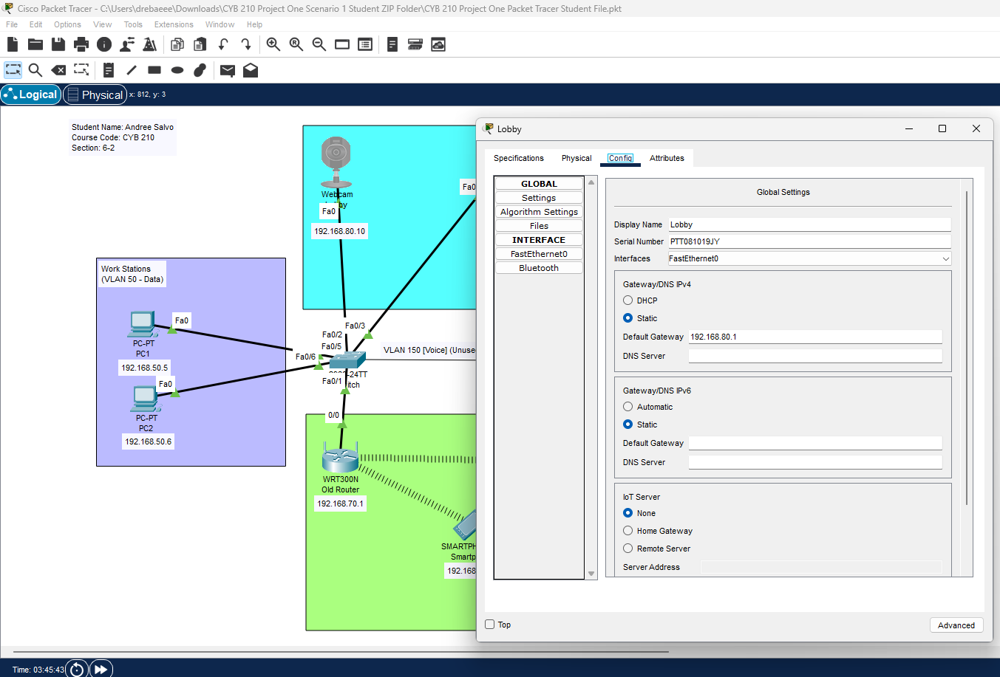 Cisco Packet Tracer - C:\Users\drebaeee\Downloads\CYB 210 Project One Scenario 1 Student ZIP Folder\CYB 210 Project One Packet Tracer Student File.pkt
File Edit Options View Tools Extensions Window Help
Logical Physical x: 812, y: 3
Student Name: Andree Salvo
Course Code: CYB 210
Section: 6-2
Webcam
Fa0
192.168.80.10
Fa0
Work Stations
(VLAN 50 - Data)
Fa0
PC-PT
PC1
192.168.50.5
Fa0
PC-PT
PC2
192.168.50.6
Fa0/3
Fa0/2
Fa0/5
Fa0/6
VLAN 150 [Voice] (Unuse
-24TT
itch
Fa0/1
0/0
WRT300N
Old Router
192.168.70.1
SMARTPH
Smartp
192.168
Lobby
Specifications Physical Config Attributes
GLOBAL
Settings
Algorithm Settings
Files
INTERFACE
FastEthernet0
Bluetooth
Global Settings
Display Name Lobby
Serial Number PTT081019JY
Interfaces FastEthernet0
Gateway/DNS IPv4
DHCP
Static
Default Gateway 192.168.80.1
DNS Server
Gateway/DNS IPv6
Automatic
Static
Default Gateway
DNS Server
IoT Server
None
Home Gateway
Remote Server
Server Address
Top
Advanced
Time: 03:45:43